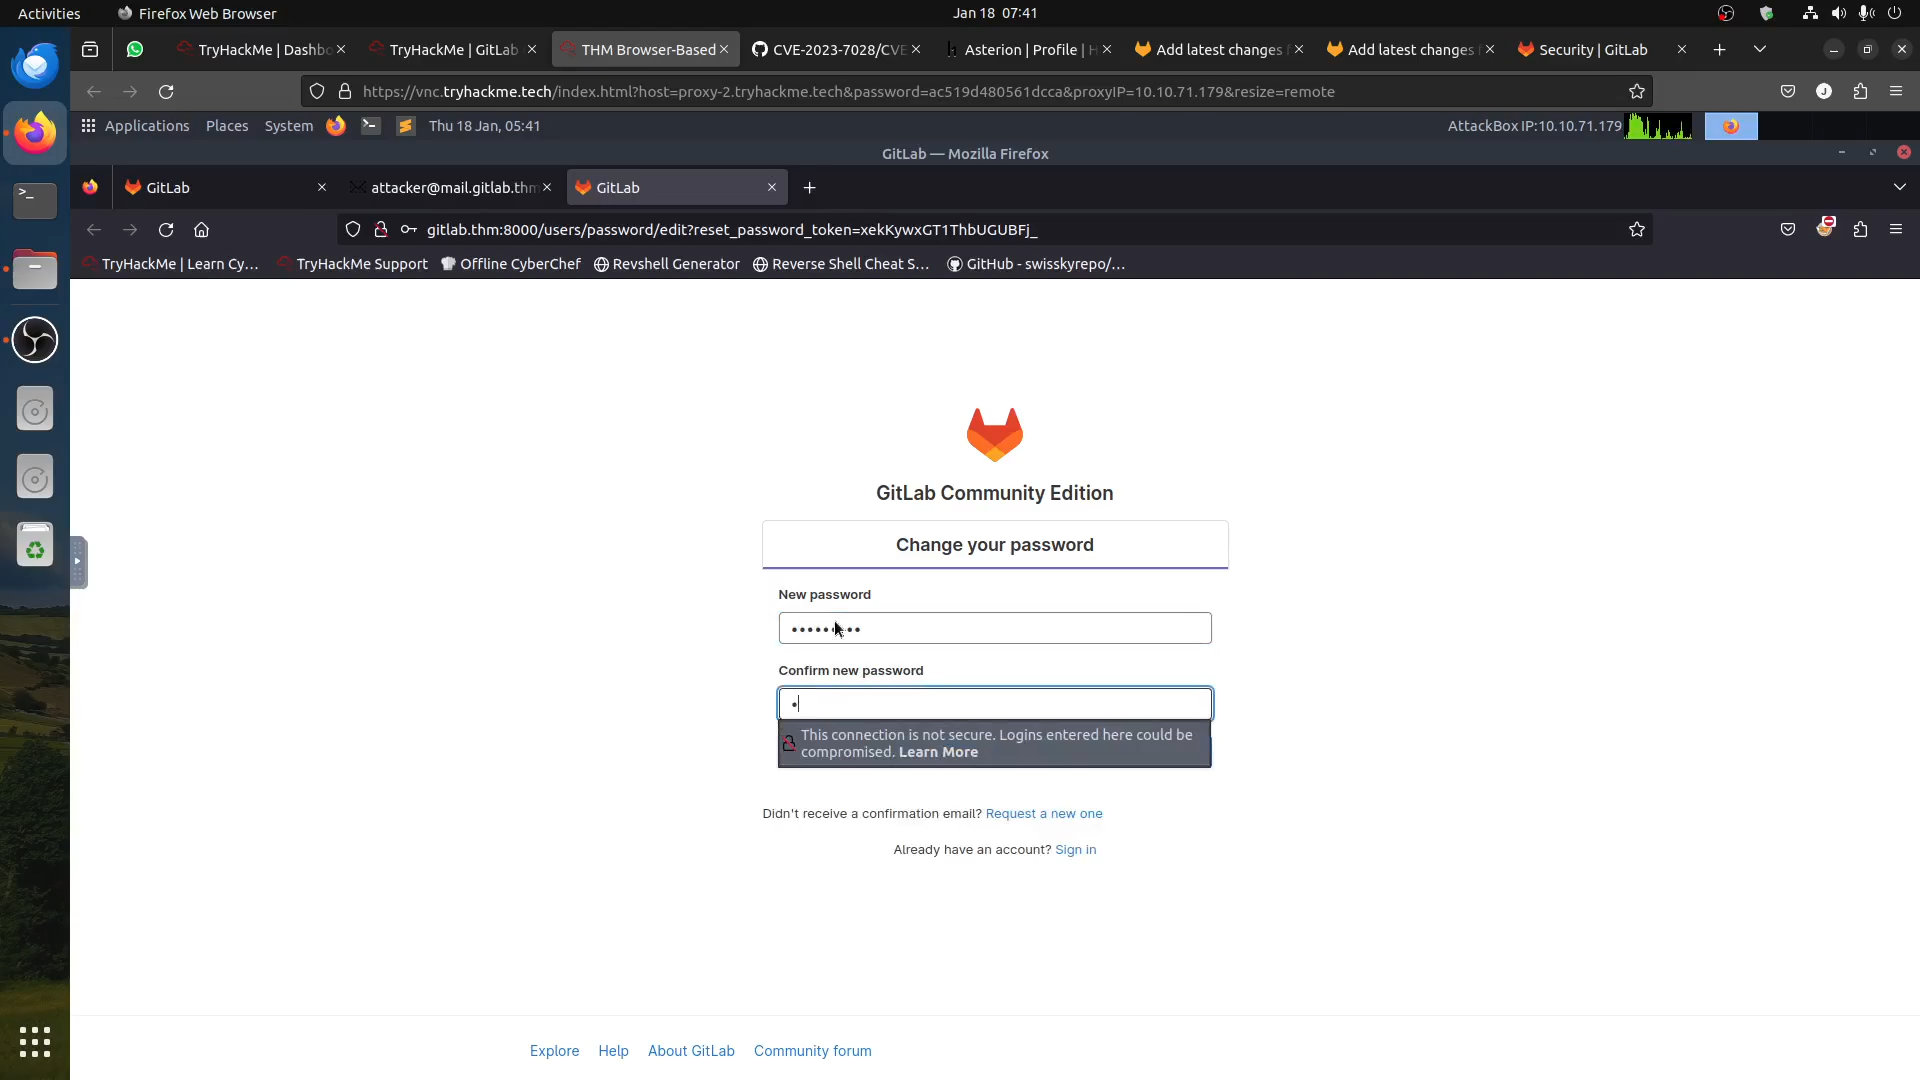 Activities
Firefox Web Browser
Jan 18 07:41
TryHackMe | Dashbo
TryHackMe | GitLab
THM Browser-Based
CVE-2023-7028/CVE
Asterion | Profile | H
Add latest changes f
Add latest changes f
Security | GitLab
https://vnc.tryhackme.tech/index.html?host=proxy-2.tryhackme.tech&password=ac519d480561dcca&proxyIP=10.10.71.179&resize=remote
Applications Places System
Thu 18 Jan, 05:41
AttackBox IP:10.10.71.179
GitLab — Mozilla Firefox
GitLab
attacker@mail.gitlab.thm
GitLab
gitlab.thm:8000/users/password/edit?reset_password_token=xekKywxGT1ThbUGUBFj_
TryHackMe | Learn Cy...
TryHackMe Support
Offline CyberChef
Revshell Generator
Reverse Shell Cheat S...
GitHub - swisskyrepo/...
GitLab Community Edition
Change your password
New password
Confirm new password
This connection is not secure. Logins entered here could be
compromised. Learn More
Didn't receive a confirmation email? Request a new one
Already have an account? Sign in
Explore Help About GitLab Community forum